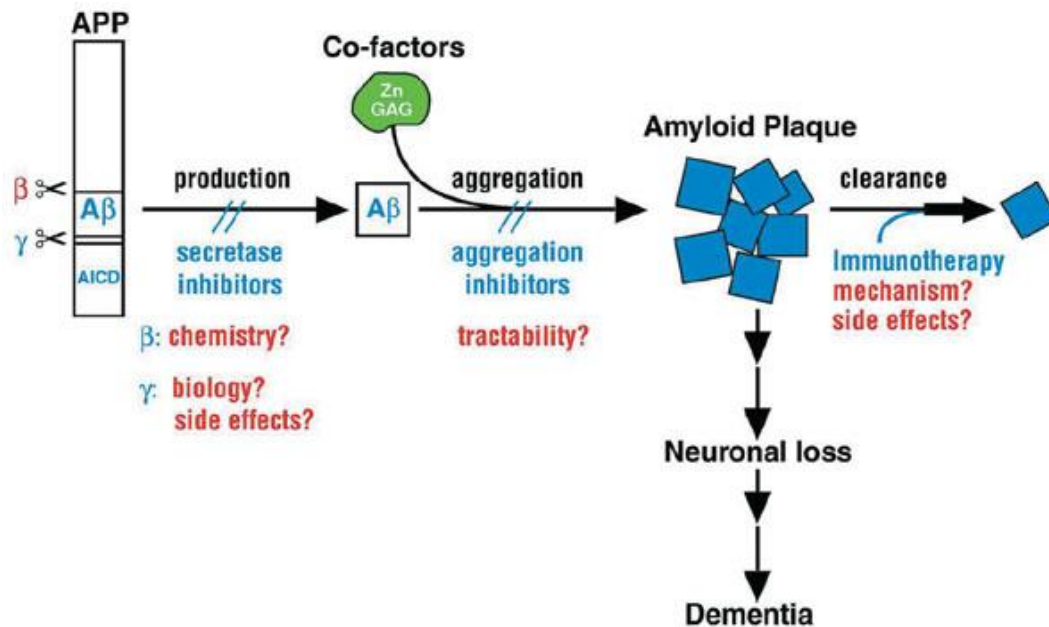 APP
Co-factors
Zn
GAG
Amyloid Plaque
β
production
aggregation
clearance
Aβ
Aβ
γ
secretase
inhibitors
aggregation
inhibitors
Immunotherapy
mechanism?
side effects?
AICD
β: chemistry?
tractability?
γ: biology?
side effects?
Neuronal loss
Dementia